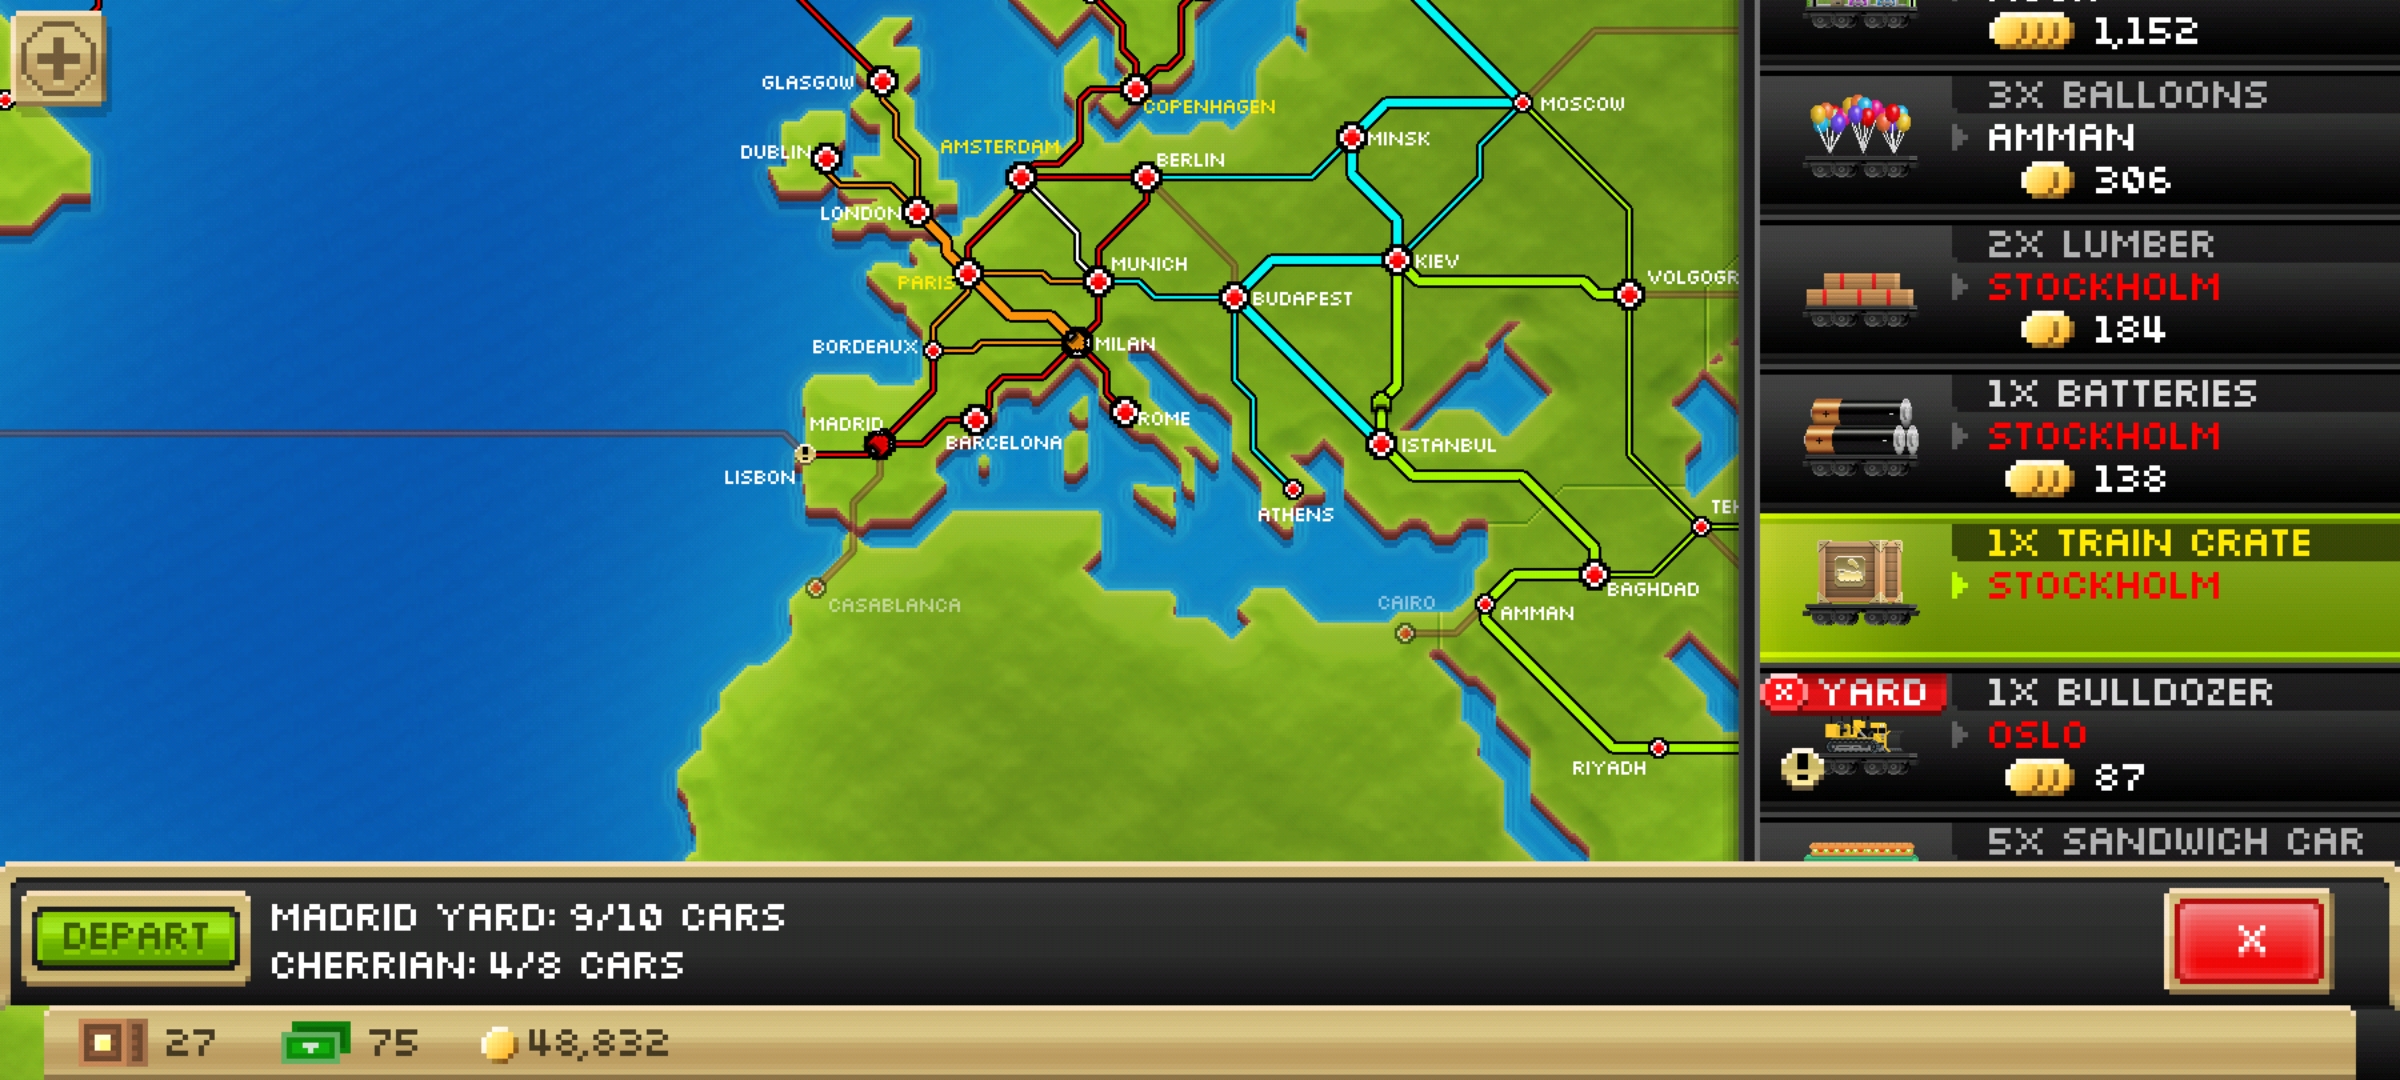 GLASGOW
COPENHAGEN
MOSCOW
MINSK
DUBLIN
AMSTERDAM
BERLIN
LONDON
MUNICH
KIEV
PARIS
BUDAPEST
VOLGOGR
BORDEAUX
MILAN
MADRID
ROME
BARCELONA
ISTANBUL
LISBON
ATHENS
TEH
CASABLANCA
CAIRO
AMMAN
BAGHDAD
RIYADH
1,152
3X BALLOONS
AMMAN
306
2X LUMBER
STOCKHOLM
184
1X BATTERIES
STOCKHOLM
138
1X TRAIN CRATE
STOCKHOLM
YARD
1X BULLDOZER
OSLO
87
5X SANDWICH CAR
DEPART
MADRID YARD: 9/10 CARS
CHERRIAN: 4/8 CARS
X
27
75
48,832